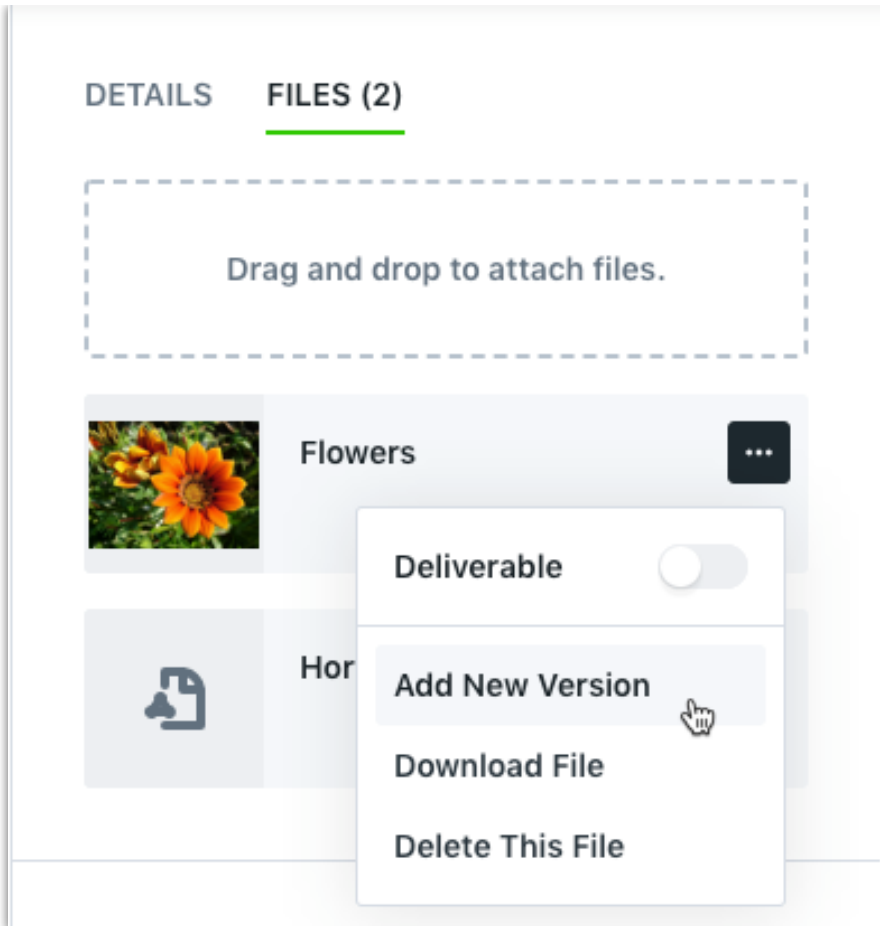 DETAILS FILES (2)
Drag and drop to attach files.
Flowers
Deliverable
Add New Version
Download File
Delete This File